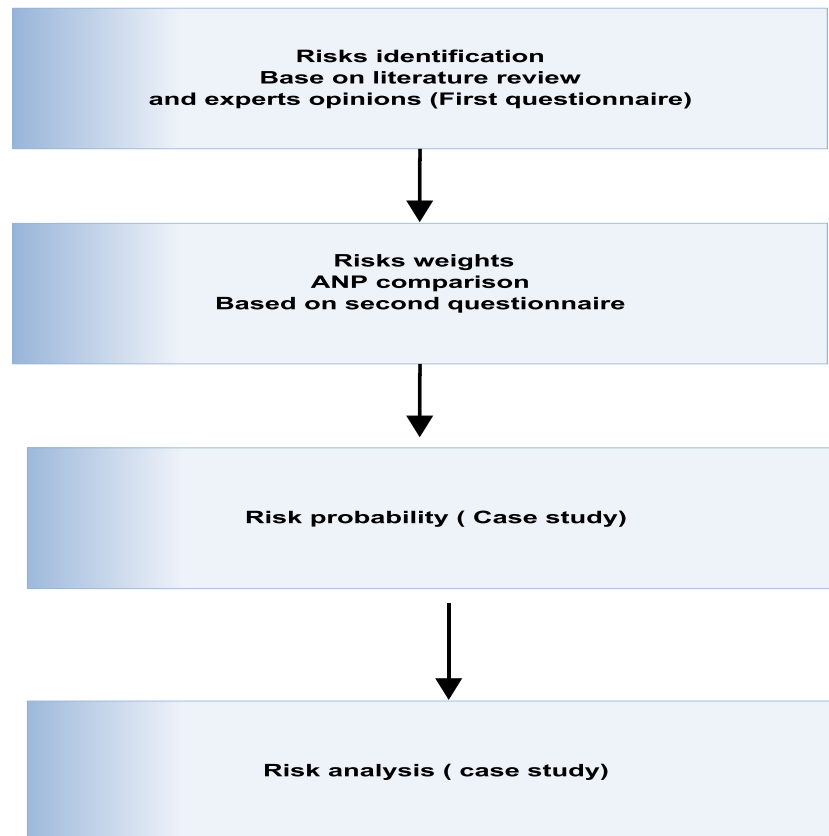 Risks identification
Base on literature review
and experts opinions (First questionnaire)
Risks weights
ANP comparison
Based on second questionnaire
Risk probability ( Case study)
Risk analysis ( case study)